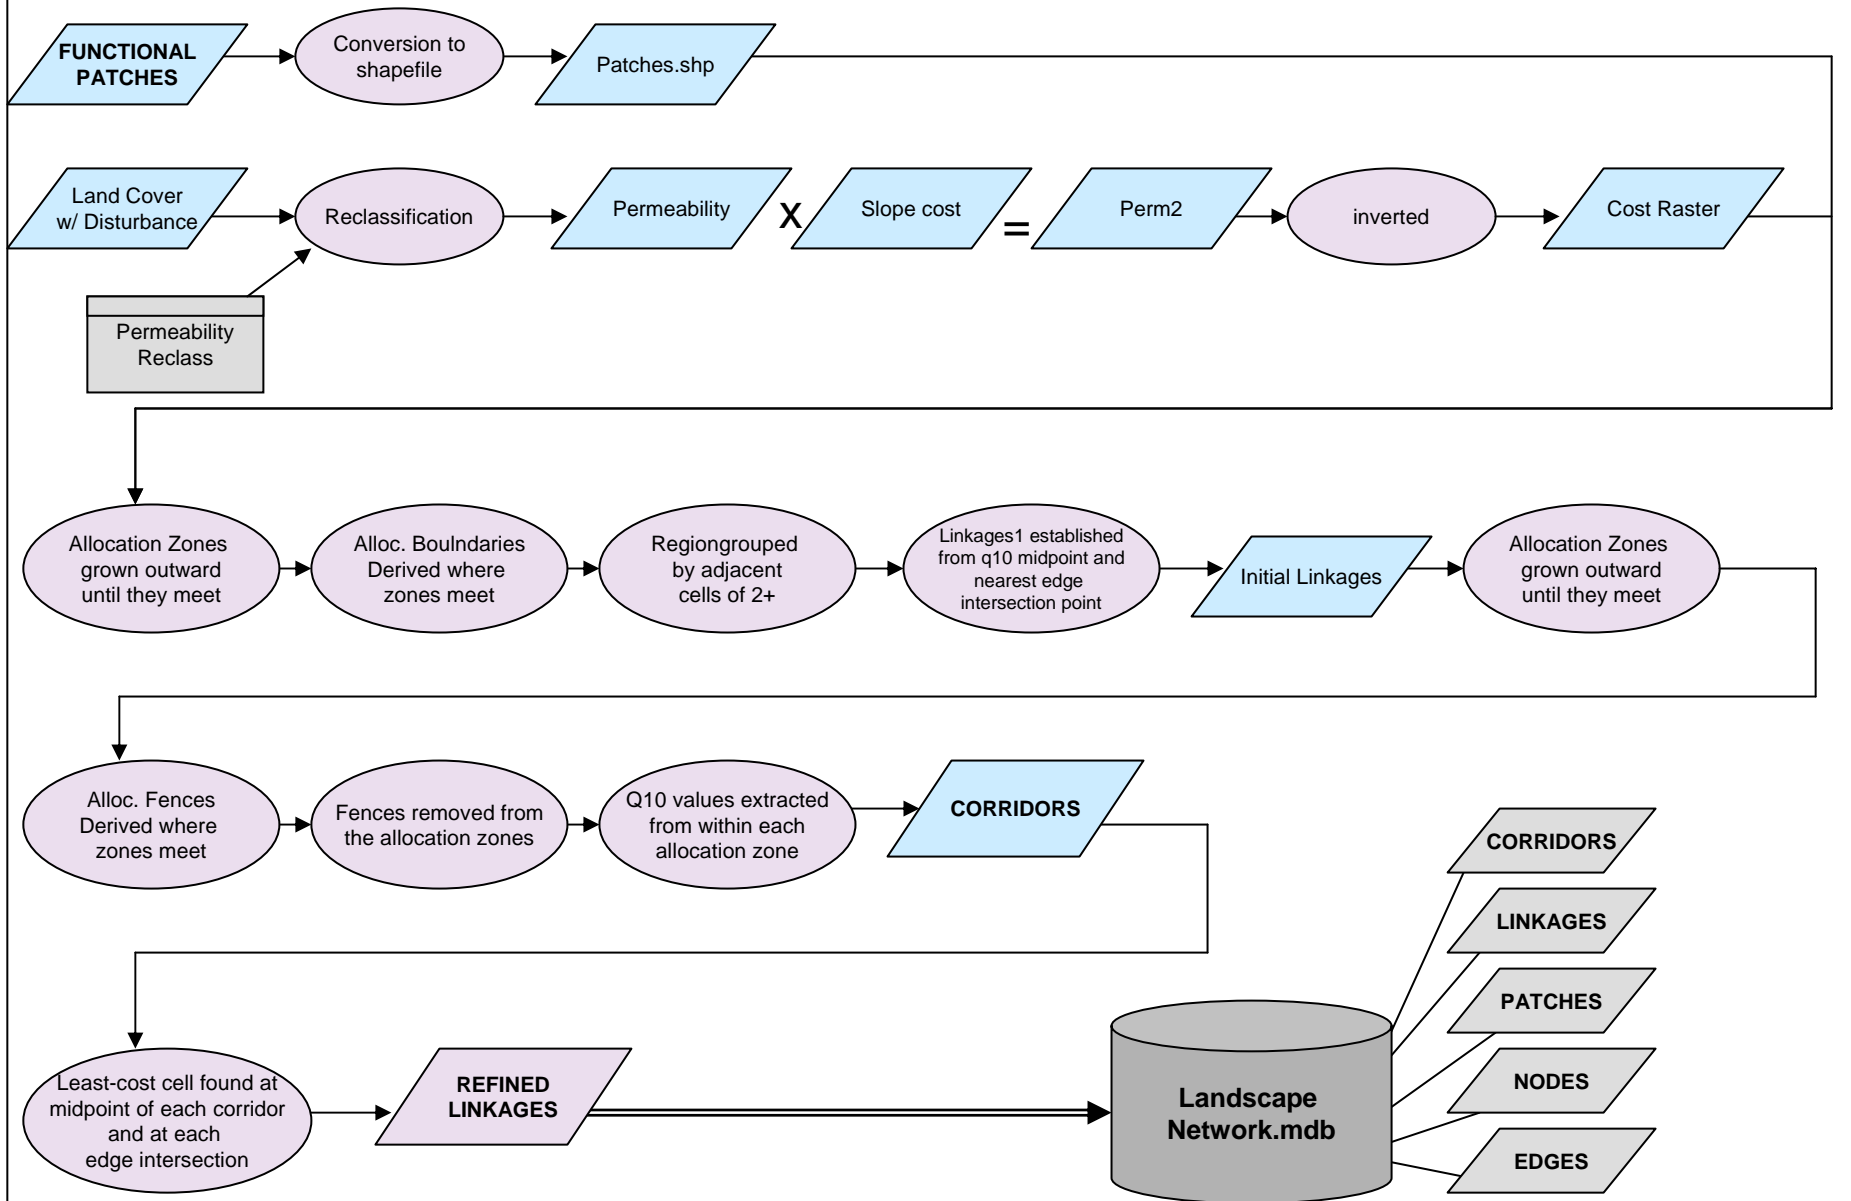 FUNCTIONAL
PATCHES
Conversion to
shapefile
Patches.shp
Land Cover
w/ Disturbance
Reclassification
Permeability
X
Slope cost
=
Perm2
inverted
Cost Raster
Permeability
Reclass
Allocation Zones
grown outward
until they meet
Alloc. Boulndaries
Derived where
zones meet
Regiongrouped
by adjacent
cells of 2+
Linkages1 established
from q10 midpoint and
nearest edge
intersection point
Initial Linkages
Allocation Zones
grown outward
until they meet
Alloc. Fences
Derived where
zones meet
Fences removed from
the allocation zones
Q10 values extracted
from within each
allocation zone
CORRIDORS
Least-cost cell found at
midpoint of each corridor
and at each
edge intersection
REFINED
LINKAGES
Landscape
Network.mdb
CORRIDORS
LINKAGES
PATCHES
NODES
EDGES